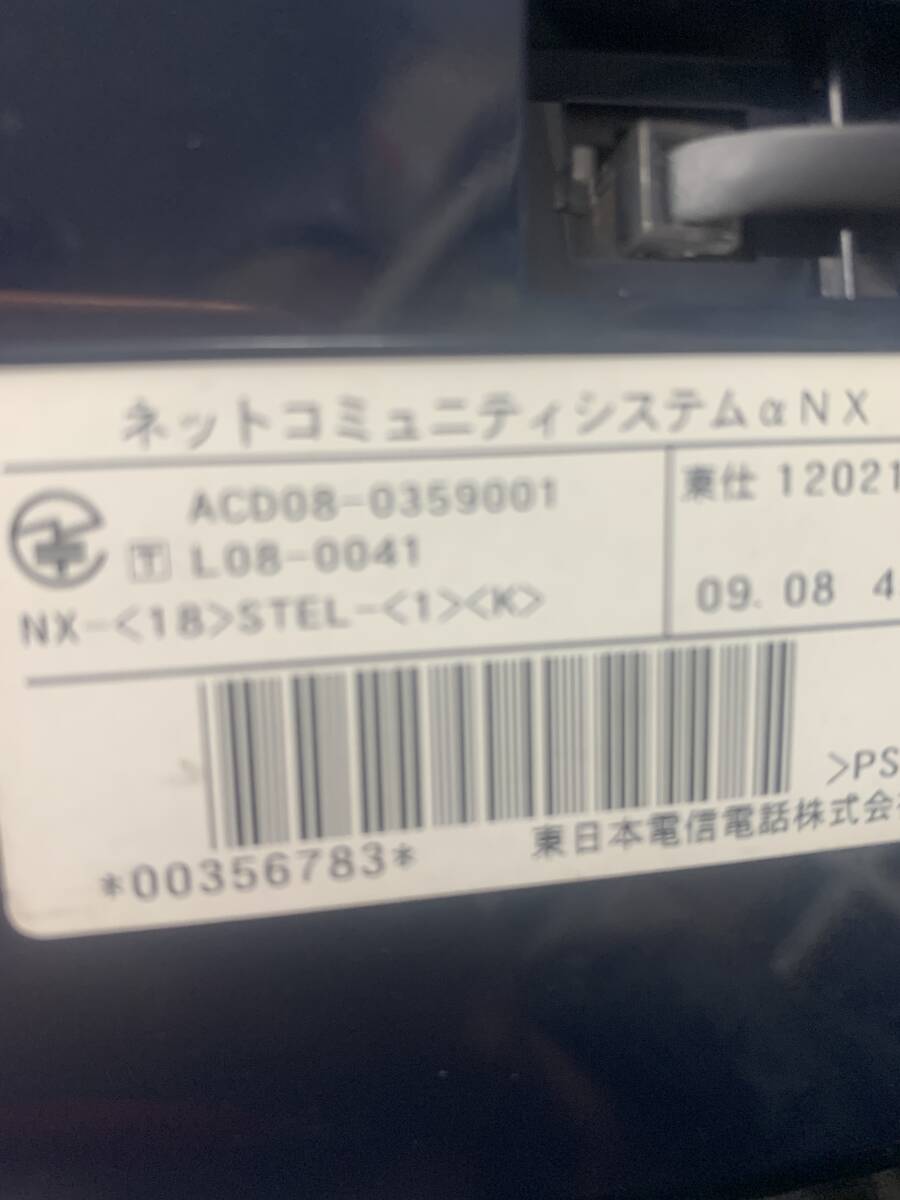 ネットコミュニティシステムαNX
ACD08-0359001
T L08-0041
NX-<18>STEL-<1><K>
東仕 12021
09. 08 4
>PS
東日本電信電話株式会
*00356783*